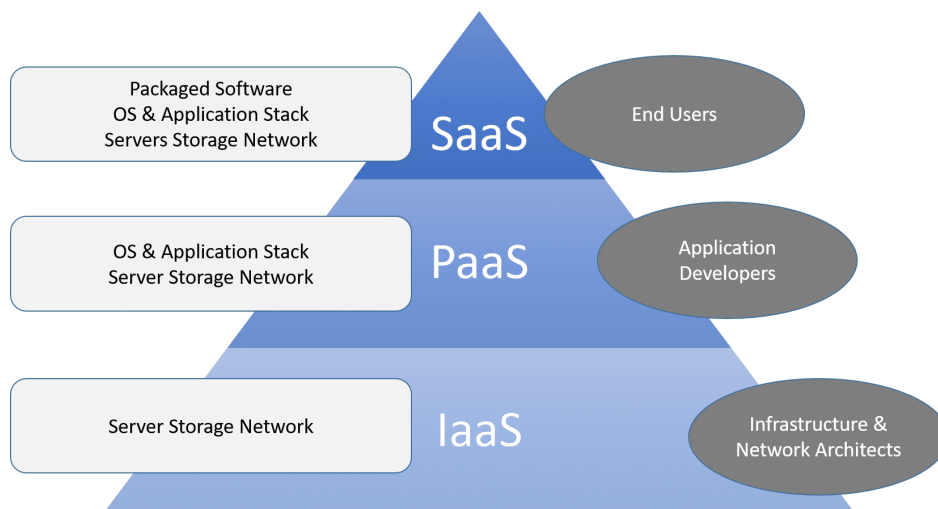 Packaged Software
OS & Application Stack
Servers Storage Network
SaaS
End Users
OS & Application Stack
Server Storage Network
PaaS
Application
Developers
Server Storage Network
IaaS
Infrastructure &
Network Architects